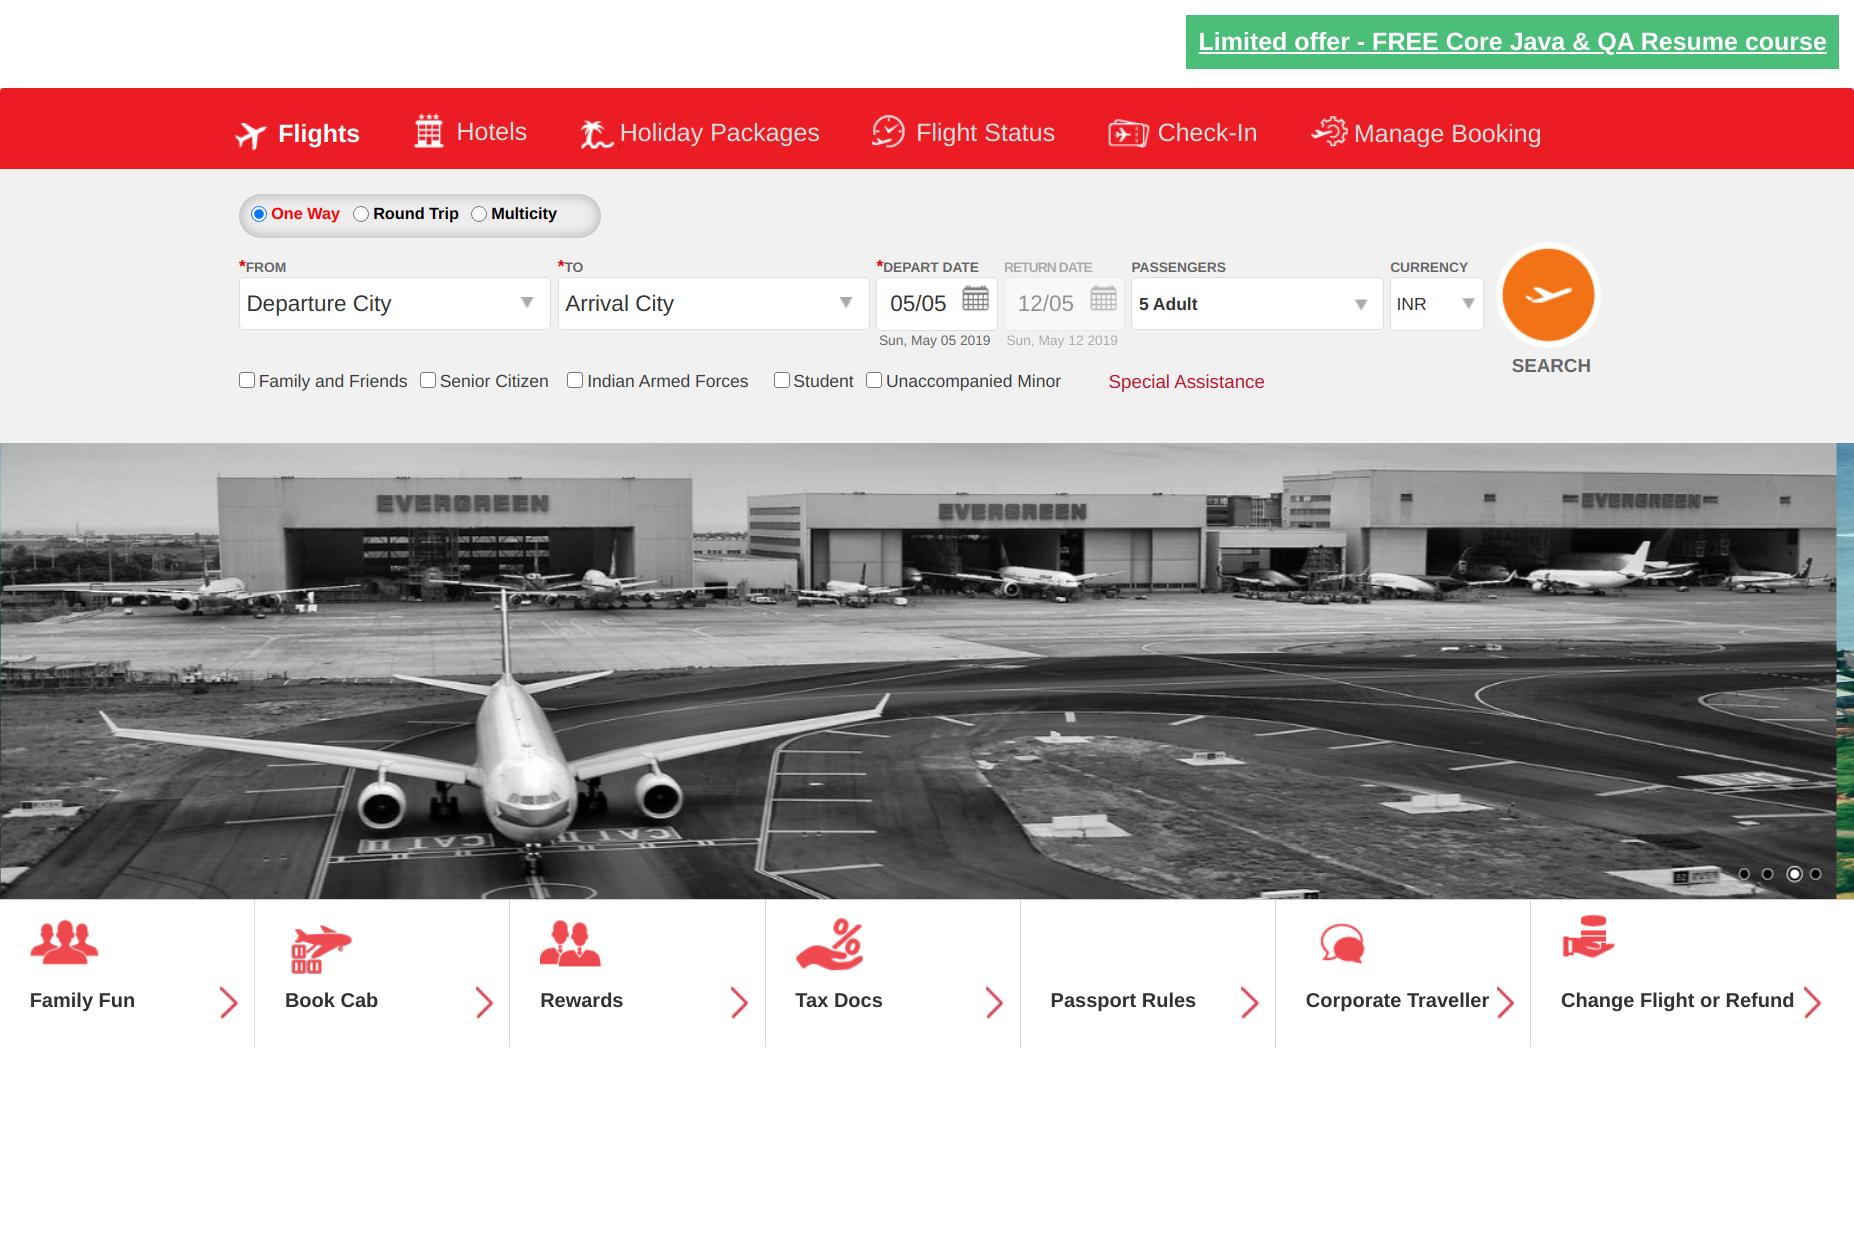 Limited offer - FREE Core Java & QA Resume course
Flights Hotels Holiday Packages Flight Status Check-In Manage Booking
One Way Round Trip Multicity
*FROM *TO *DEPART DATE RETURN DATE PASSENGERS CURRENCY
Departure City Arrival City 05/05 12/05 5 Adult INR
Sun, May 05 2019 Sun, May 12 2019
SEARCH
Family and Friends Senior Citizen Indian Armed Forces Student Unaccompanied Minor Special Assistance
EVERGREEN EVERGREEN EVERGREEN
CAT II CAT II
Family Fun Book Cab Rewards Tax Docs Passport Rules Corporate Traveller Change Flight or Refund